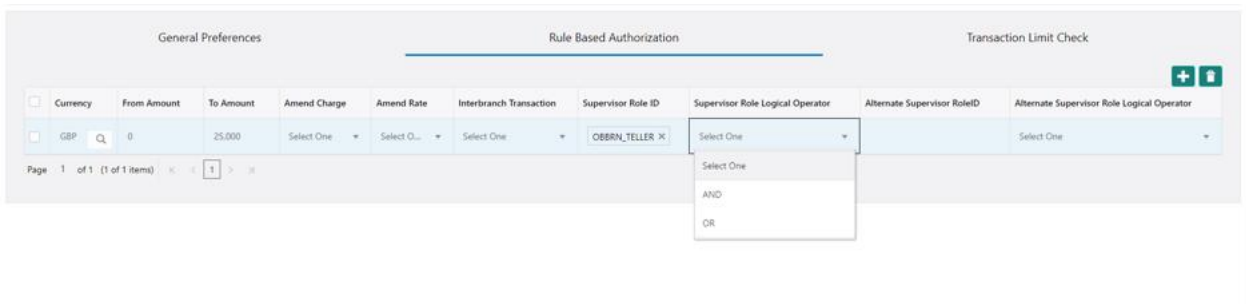 General Preferences Rule Based Authorization Transaction Limit Check
Currency From Amount To Amount Amend Charge Amend Rate Interbranch Transaction Supervisor Role ID Supervisor Role Logical Operator Alternate Supervisor RoleID Alternate Supervisor Role Logical Operator
GBP 0 25,000 Select One Select O... Select One OBBRN_TELLER × Select One Select One
Page 1 of 1 (1 of 1 items) 1
Select One
AND
OR